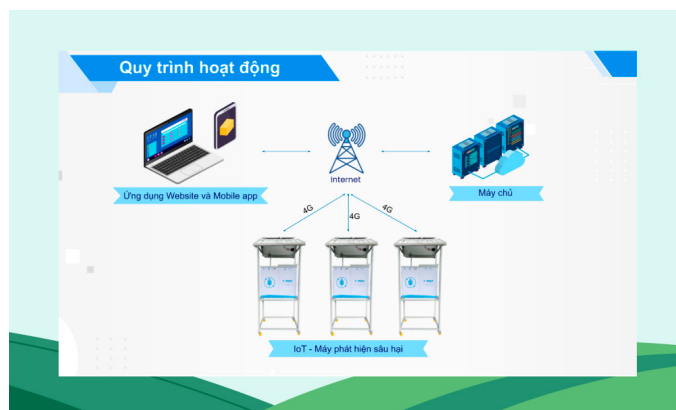 Quy trình hoạt động
Internet
Ứng dụng Website và Mobile app
Máy chủ
4G
4G
4G
IoT - Máy phát hiện sâu hại